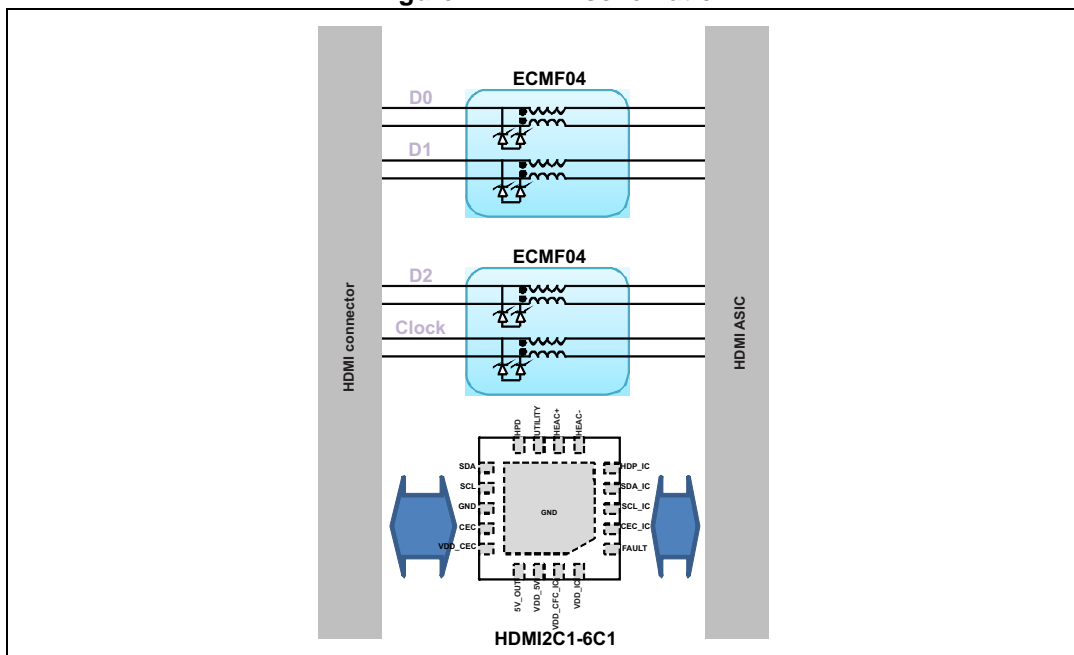 ECMF04
D0
D1
ECMF04
D2
Clock
HDMI connector
HDMI ASIC
HPD
UTILITY
HEAC+
HEAC-
SDA
SCL
GND
CEC
VDD_CEC
GND
HDP_IC
SDA_IC
SCL_IC
CEC_IC
FAULT
5V_OUT
VDD_5V
VDD_CFC_IC
VDD_IC
HDMI2C1-6C1